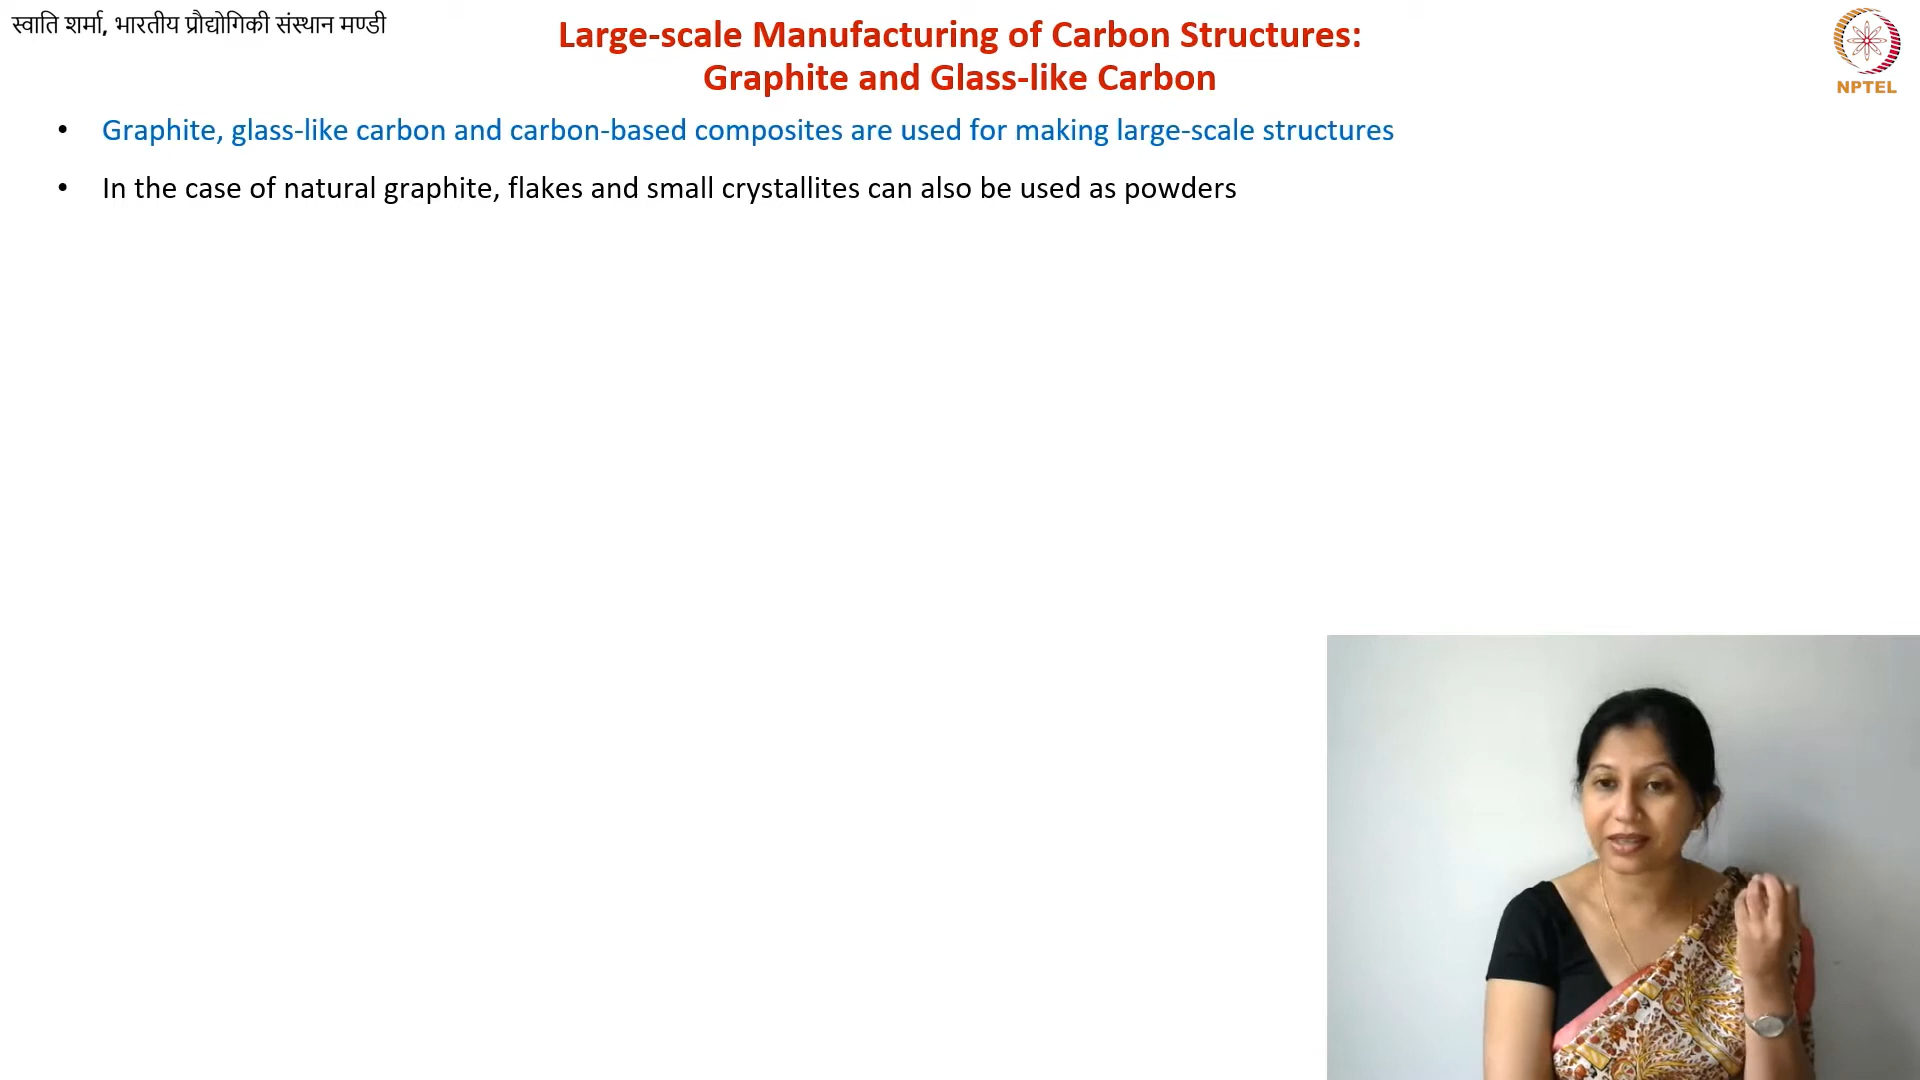 स्वाति शर्मा, भारतीय प्रौद्योगिकी संस्थान मण्डी
Large-scale Manufacturing of Carbon Structures:
Graphite and Glass-like Carbon
NPTEL
• Graphite, glass-like carbon and carbon-based composites are used for making large-scale structures
• In the case of natural graphite, flakes and small crystallites can also be used as powders